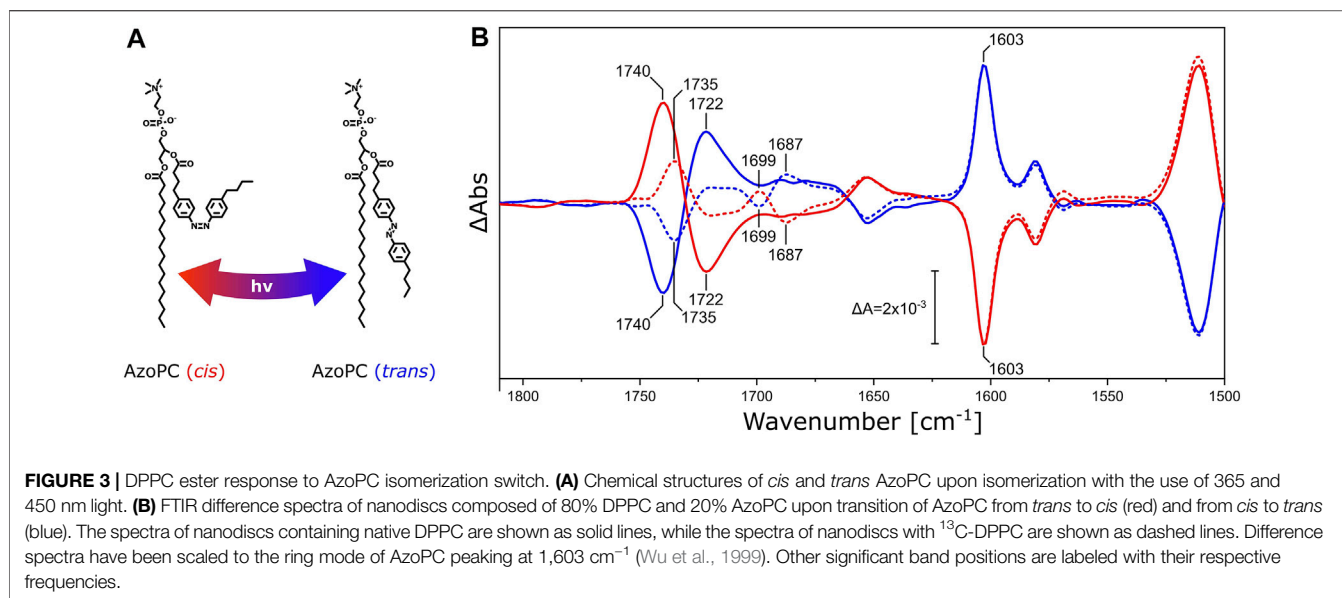 A
B
N+
O=P-O-
O
O
O
O
O
N=N
N+
O=P-O-
O
O
O
O
O
N
N
hν
AzoPC (cis)
AzoPC (trans)
ΔAbs
1740
1735
1722
1699
1687
1603
1699
1687
1722
1735
1740
1603
ΔA=2x10-3
1800
1750
1700
1650
1600
1550
1500
Wavenumber [cm-1]
FIGURE 3 | DPPC ester response to AzoPC isomerization switch. (A) Chemical structures of cis and trans AzoPC upon isomerization with the use of 365 and
450 nm light. (B) FTIR difference spectra of nanodiscs composed of 80% DPPC and 20% AzoPC upon transition of AzoPC from trans to cis (red) and from cis to trans
(blue). The spectra of nanodiscs containing native DPPC are shown as solid lines, while the spectra of nanodiscs with 13C-DPPC are shown as dashed lines. Difference
spectra have been scaled to the ring mode of AzoPC peaking at 1,603 cm−1 (Wu et al., 1999). Other significant band positions are labeled with their respective
frequencies.